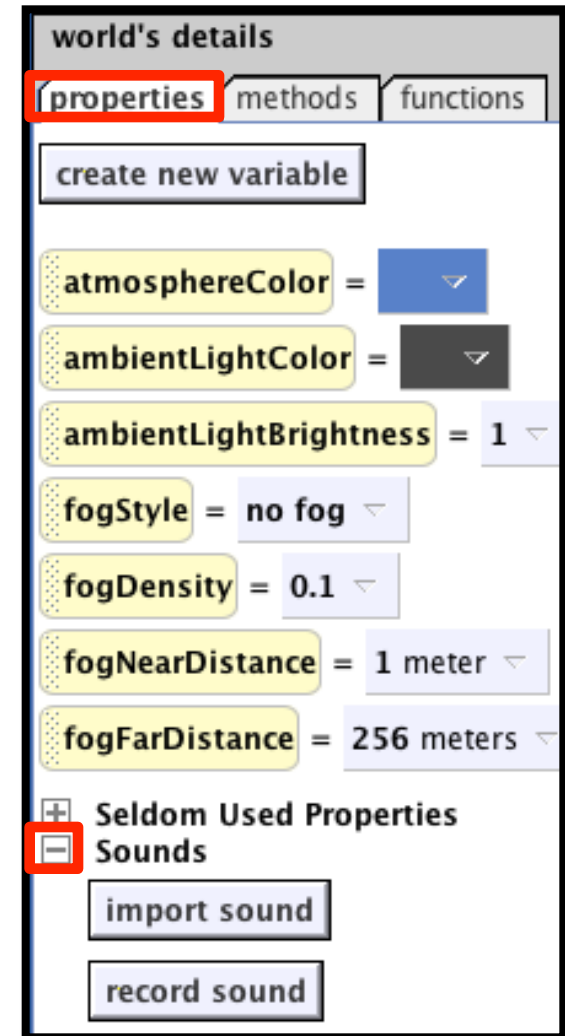 world's details
properties methods functions
create new variable
atmosphereColor =
ambientLightColor =
ambientLightBrightness = 1
fogStyle = no fog
fogDensity = 0.1
fogNearDistance = 1 meter
fogFarDistance = 256 meters
Seldom Used Properties
Sounds
import sound
record sound